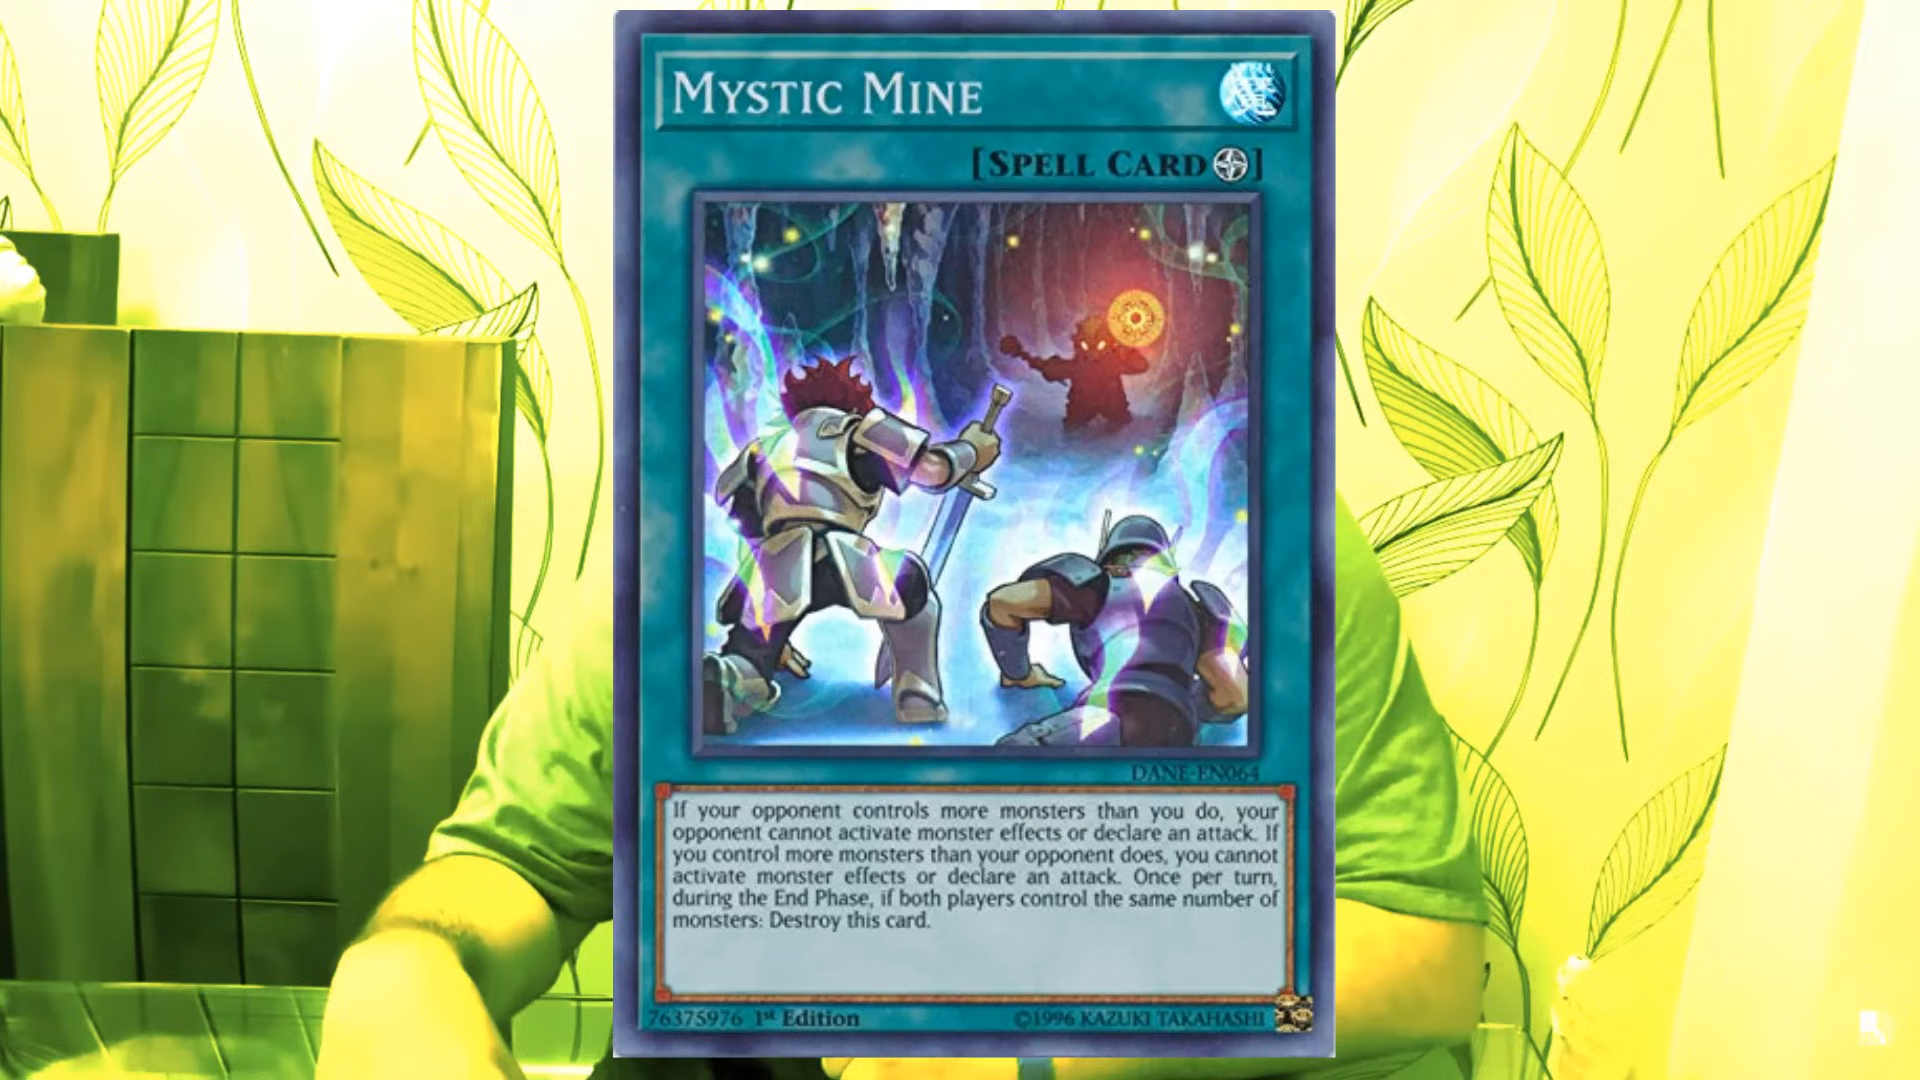 MYSTIC MINE
[SPELL CARD]
DANE-EN064
If your opponent controls more monsters than you do, your
opponent cannot activate monster effects or declare an attack. If
you control more monsters than your opponent does, you cannot
activate monster effects or declare an attack. Once per turn,
during the End Phase, if both players control the same number of
monsters: Destroy this card.
76375976 1st Edition ©1996 KAZUKI TAKAHASHI